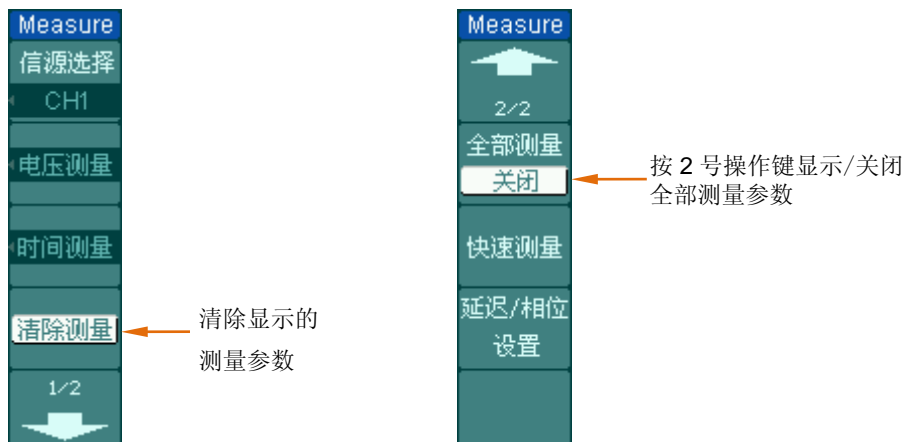 Measure
信源选择
CH1
电压测量
时间测量
清除测量
1/2
清除显示的
测量参数
Measure
2/2
全部测量
关闭
快速测量
延迟/相位
设置
按 2 号操作键显示/关闭
全部测量参数